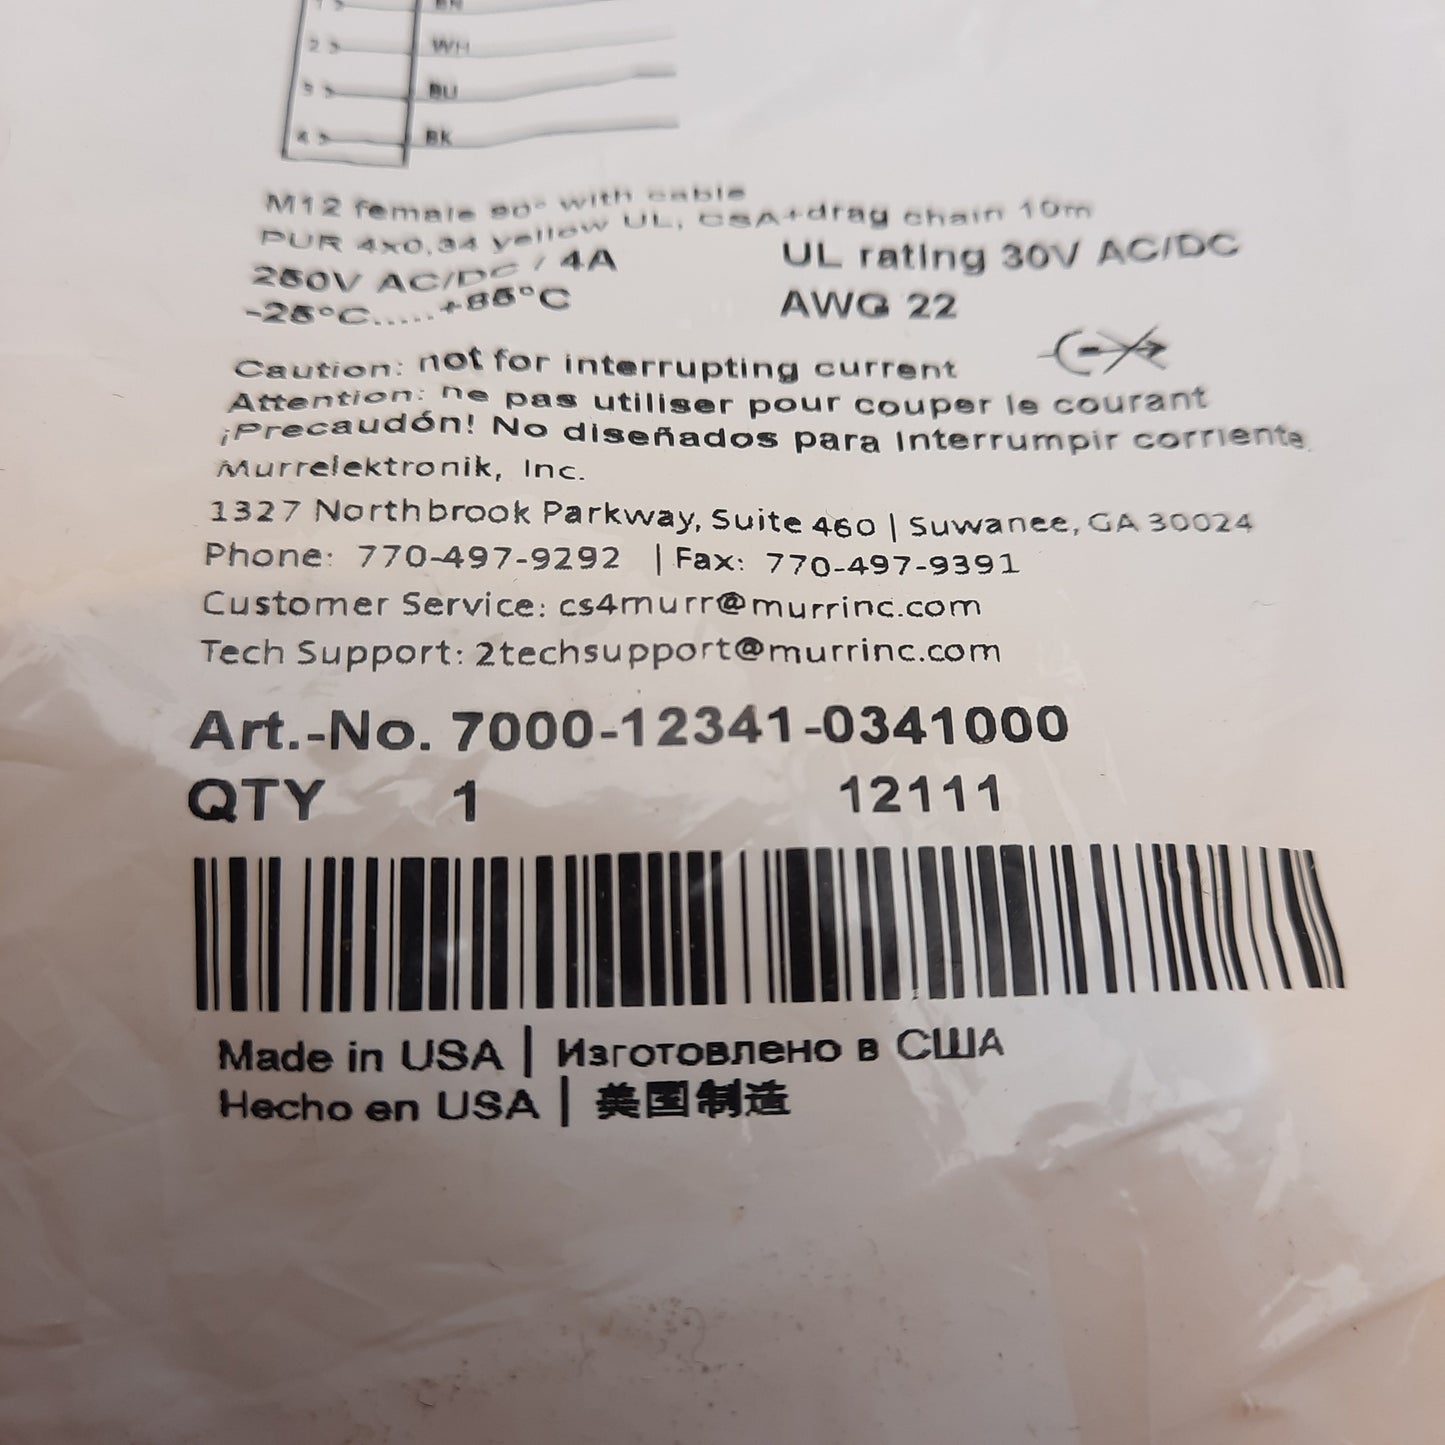 2 WH
3 BU
4 BK
M12 female 90° with cable
PUR 4x0,34 yellow UL, CSA+drag chain 10m
250V AC/DC / 4A UL rating 30V AC/DC
-25°C.....+85°C AWG 22
Caution: not for interrupting current
Attention: ne pas utiliser pour couper le courant
¡Precaudón! No diseñados para Interrumpir corriente
Murrelektronik, Inc.
1327 Northbrook Parkway, Suite 460 | Suwanee, GA 30024
Phone: 770-497-9292 | Fax: 770-497-9391
Customer Service: cs4murr@murrinc.com
Tech Support: 2techsupport@murrinc.com
Art.-No. 7000-12341-0341000
QTY 1 12111
Made in USA | Изготовлено в США
Hecho en USA | 美国制造